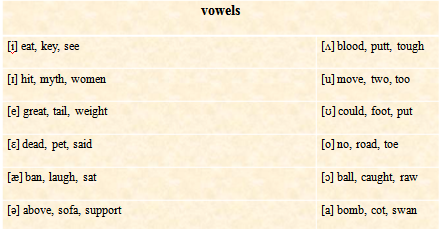 vowels
[i] eat, key, see
[ʌ] blood, putt, tough
[ɪ] hit, myth, women
[u] move, two, too
[e] great, tail, weight
[ʊ] could, foot, put
[ɛ] dead, pet, said
[o] no, road, toe
[æ] ban, laugh, sat
[ɔ] ball, caught, raw
[ə] above, sofa, support
[a] bomb, cot, swan